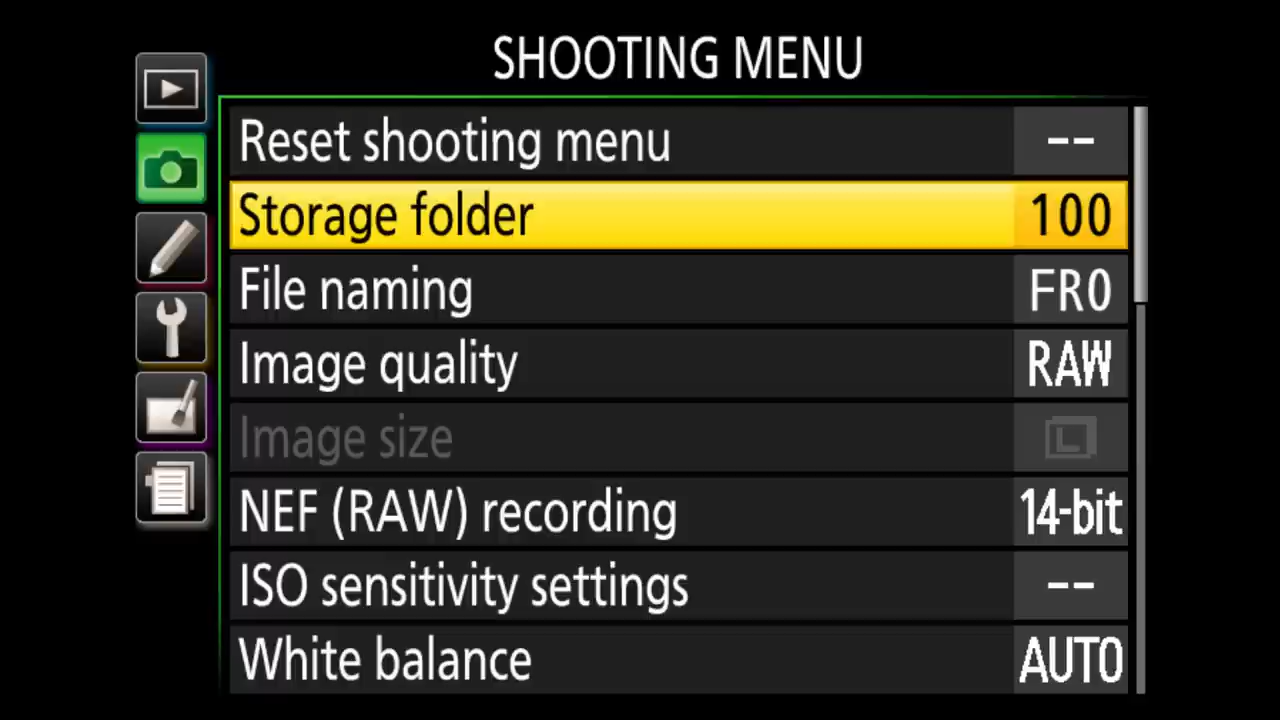 SHOOTING MENU
Reset shooting menu --
Storage folder 100
File naming FRO
Image quality RAW
Image size L
NEF (RAW) recording 14-bit
ISO sensitivity settings --
White balance AUTO